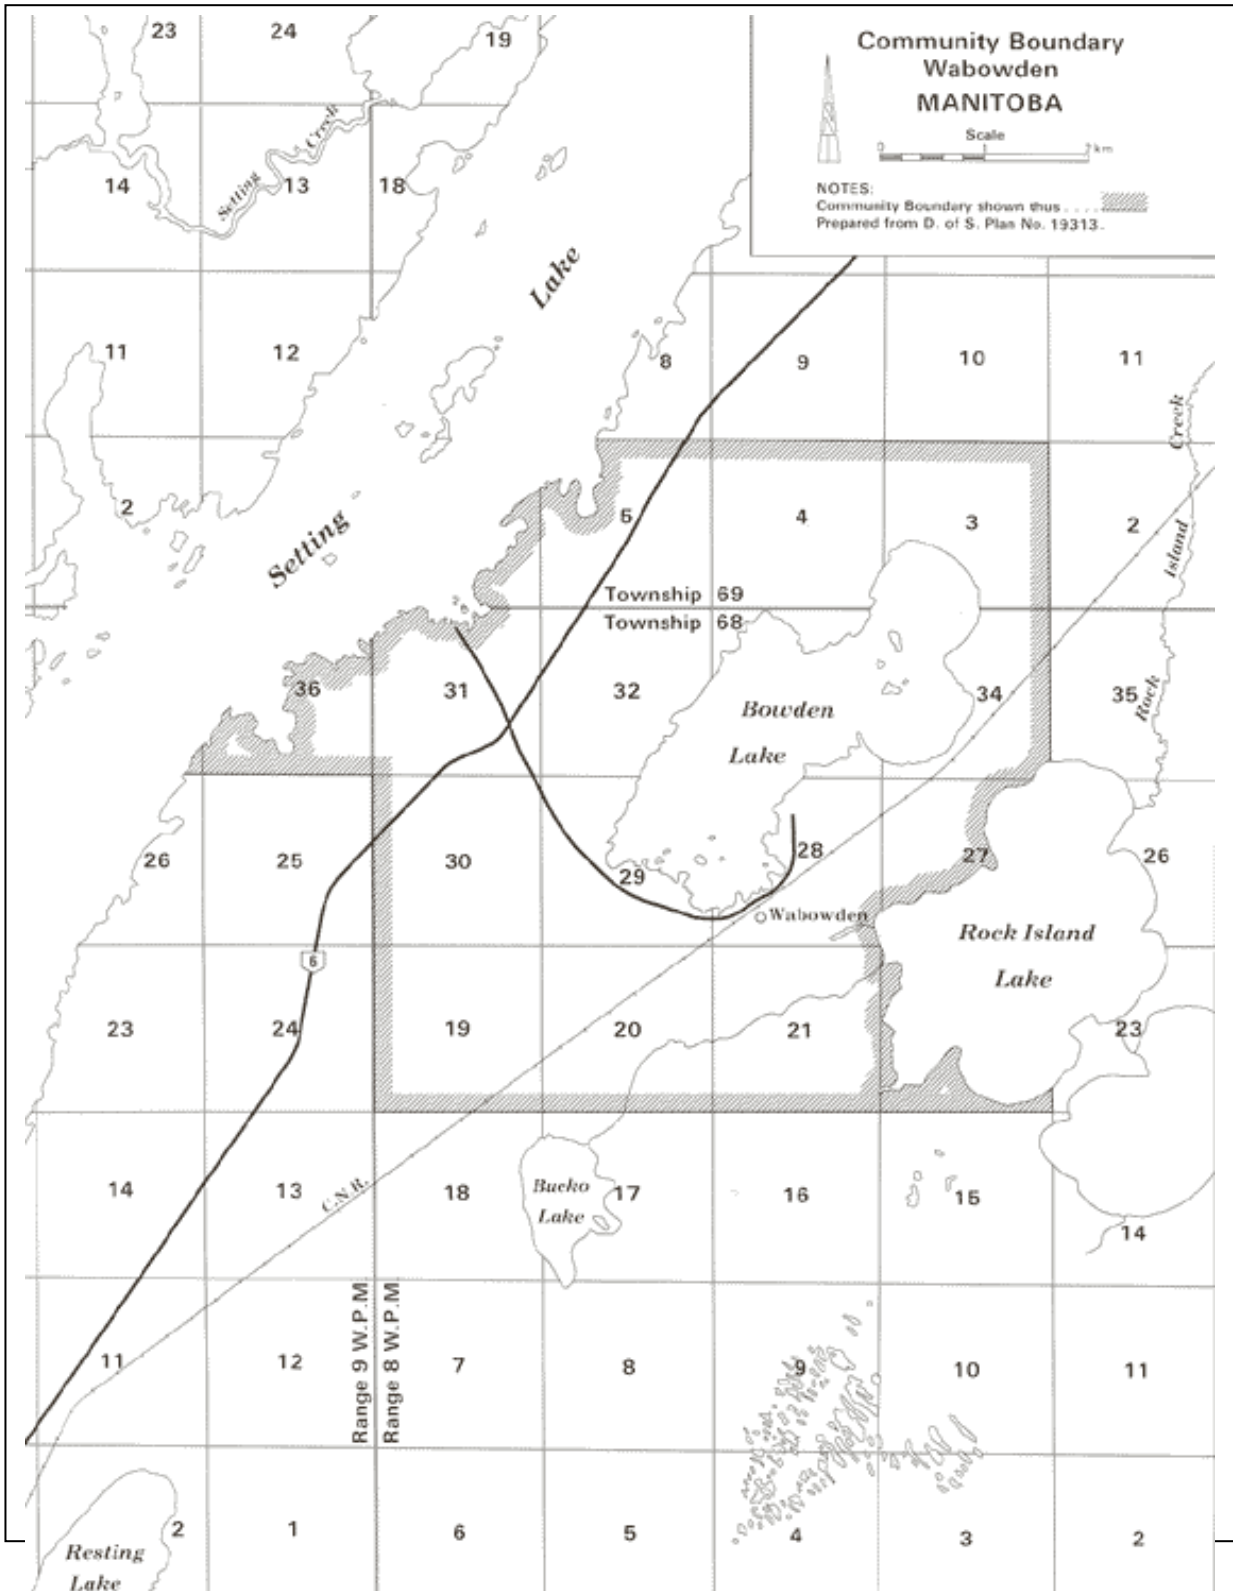 Community Boundary
Wabowden
MANITOBA
Scale
0 1 2 km
NOTES:
Community Boundary shown thus . . . .
Prepared from D. of S. Plan No. 19313.
23 24 19
Setting Creek
14 13 18
Lake
11 12 8 9 10 11
Creek
2 Setting 5 4 3 2
Island
Township 69
Township 68
36 31 32 34 35
Rock
Bowden
Lake
26 25 30 29 28 27 26
Wabowden
Rock Island
Lake
6
23 24 19 20 21 23
14 13 18 17 16 15
C.N.R.
Bucko
Lake
14
Range 9 W.P.M
Range 8 W.P.M
11 12 7 8 9 10 11
2 1 6 5 4 3 2
Resting
Lake